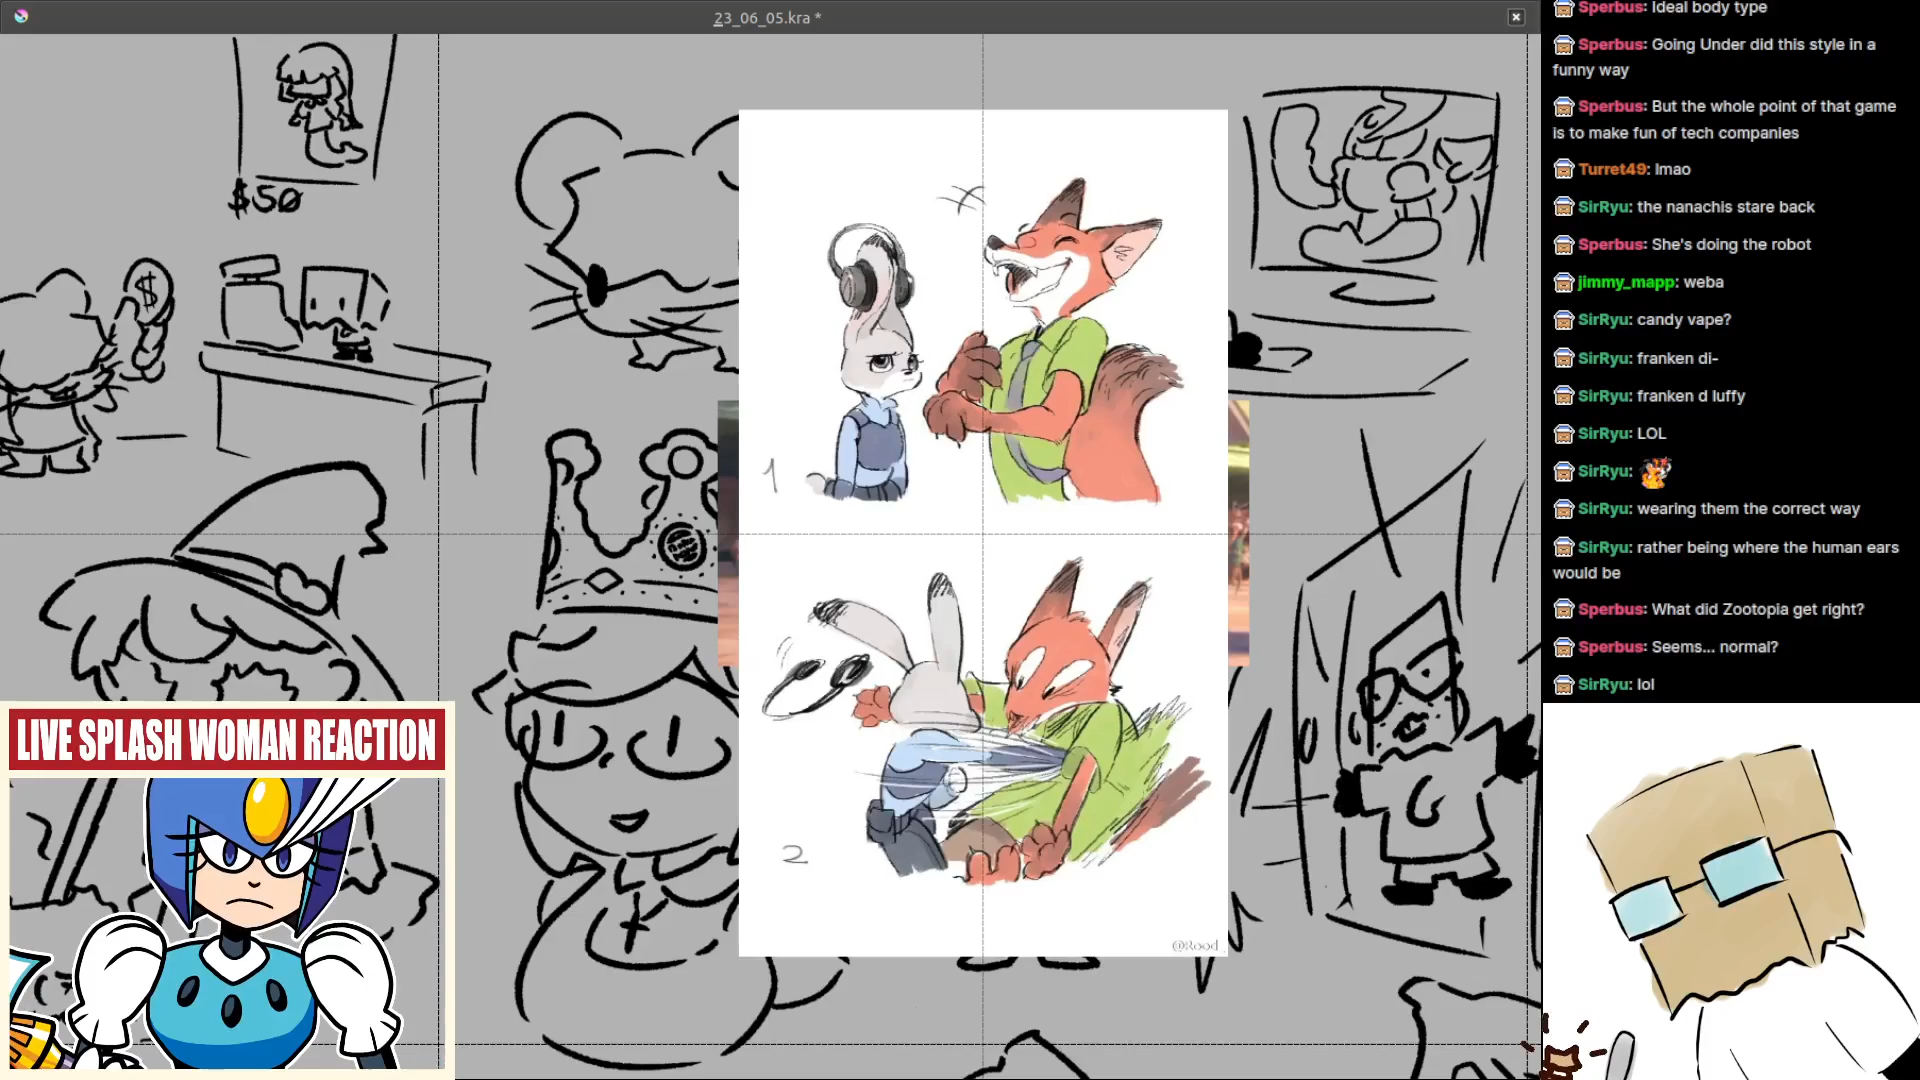 23_06_05.kra *
$50
$
1
2
@Rood
LIVE SPLASH WOMAN REACTION
Sperbus: Ideal body type
Sperbus: Going Under did this style in a
funny way
Sperbus: But the whole point of that game
is to make fun of tech companies
Turret49: lmao
SirRyu: the nanachis stare back
Sperbus: She's doing the robot
jimmy_mapp: weba
SirRyu: candy vape?
SirRyu: franken di-
SirRyu: franken d luffy
SirRyu: LOL
SirRyu:
SirRyu: wearing them the correct way
SirRyu: rather being where the human ears
would be
Sperbus: What did Zootopia get right?
Sperbus: Seems... normal?
SirRyu: lol